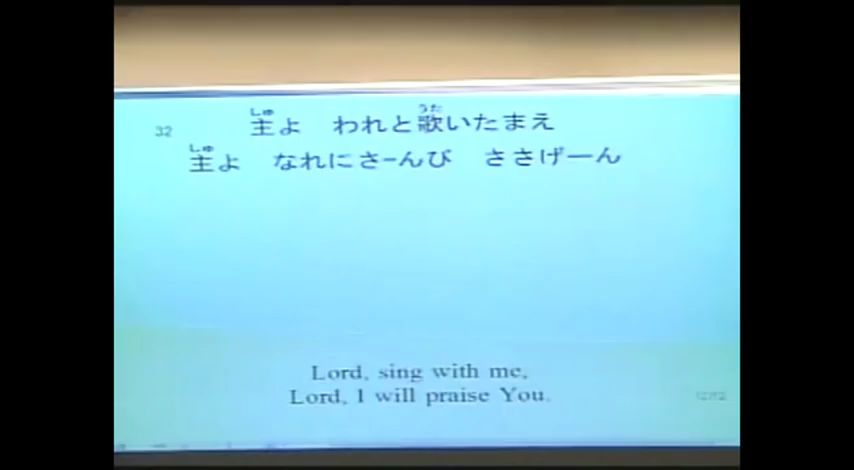 32 主よ われと歌いたまえ
主よ なれにさーんび ささげーん
Lord, sing with me,
Lord, I will praise You.